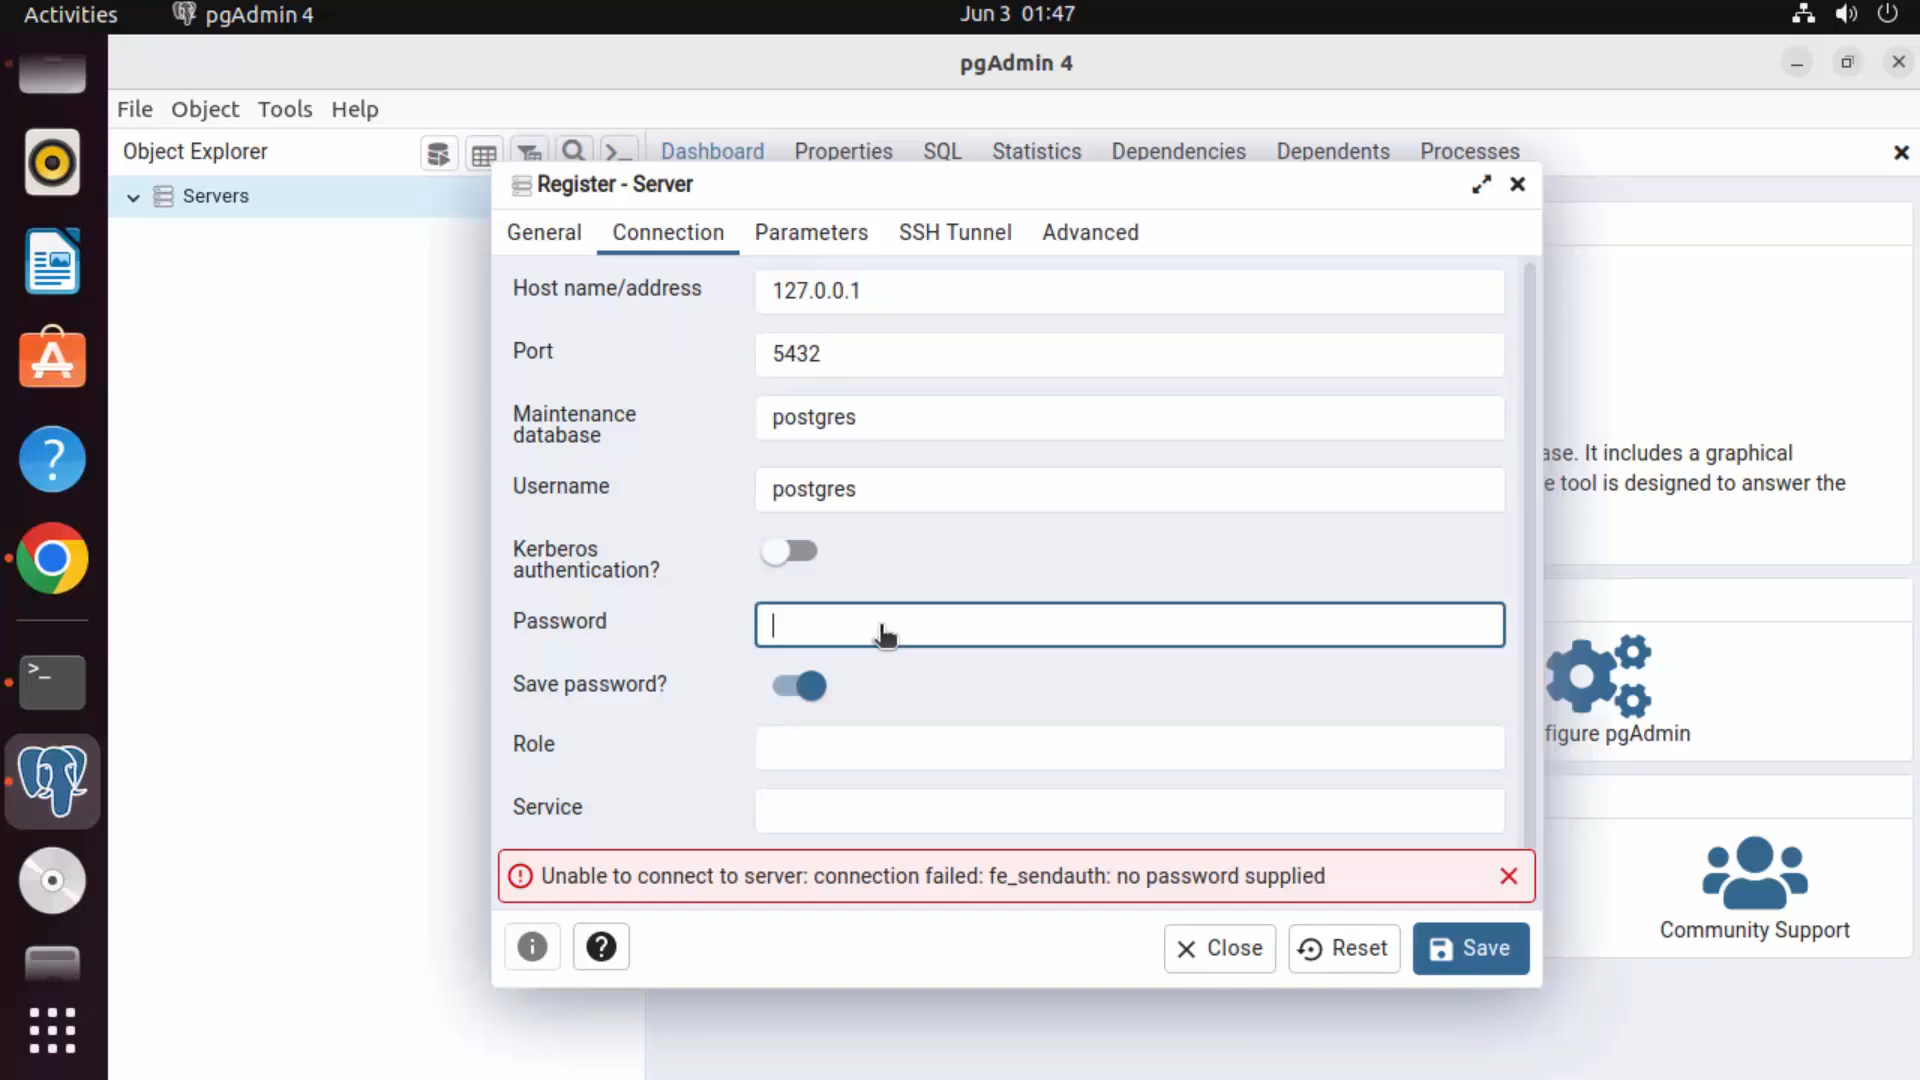 Activities
pgAdmin 4
Jun 3 01:47
pgAdmin 4
File
Object
Tools
Help
Object Explorer
Dashboard
Properties
SQL
Statistics
Dependencies
Dependents
Processes
Servers
Register - Server
General
Connection
Parameters
SSH Tunnel
Advanced
Host name/address
127.0.0.1
Port
5432
Maintenance
database
postgres
Username
postgres
Kerberos
authentication?
Password
Save password?
Role
Service
Unable to connect to server: connection failed: fe_sendauth: no password supplied
Close
Reset
Save
ase. It includes a graphical
e tool is designed to answer the
figure pgAdmin
Community Support